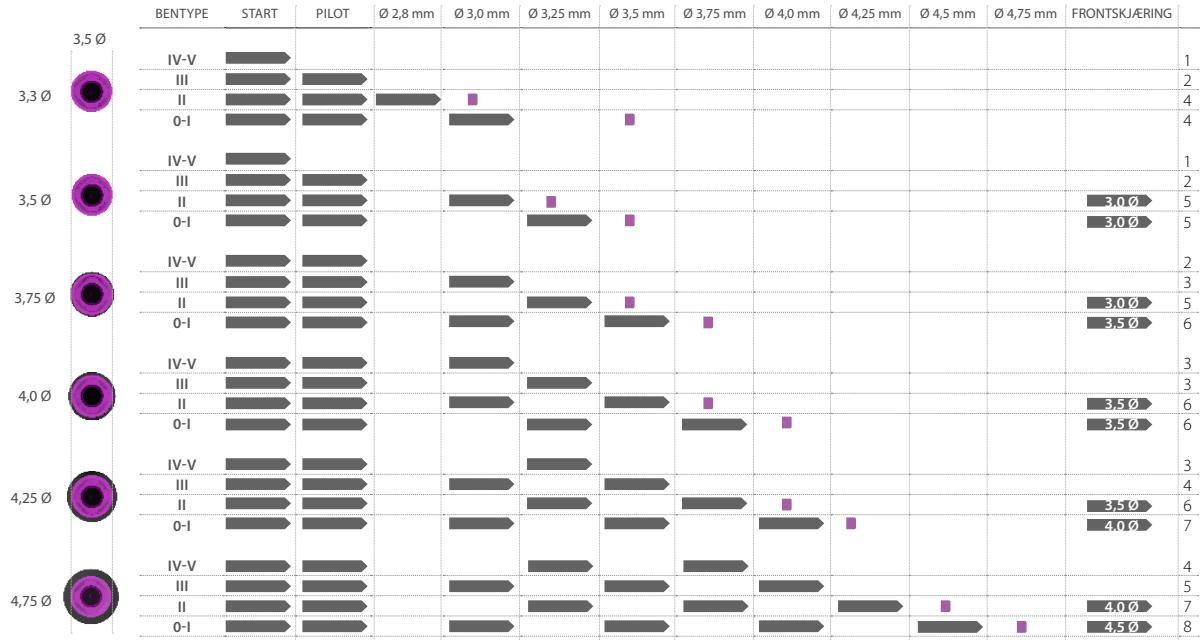 BENTYPE START PILOT Ø 2,8 mm Ø 3,0 mm Ø 3,25 mm Ø 3,5 mm Ø 3,75 mm Ø 4,0 mm Ø 4,25 mm Ø 4,5 mm Ø 4,75 mm FRONTSKJÆRING
3,5 Ø
3,3 Ø
IV-V 1
III 2
II 4
0-I 4
3,5 Ø
IV-V 1
III 2
II 3.0 Ø 5
0-I 3.0 Ø 5
3,75 Ø
IV-V 2
III 3
II 3.0 Ø 5
0-I 3,5 Ø 6
4,0 Ø
IV-V 3
III 3
II 3,5 Ø 6
0-I 3,5 Ø 6
4,25 Ø
IV-V 3
III 4
II 3,5 Ø 6
0-I 4.0 Ø 7
4,75 Ø
IV-V 4
III 5
II 4.0 Ø 7
0-I 4,5 Ø 8